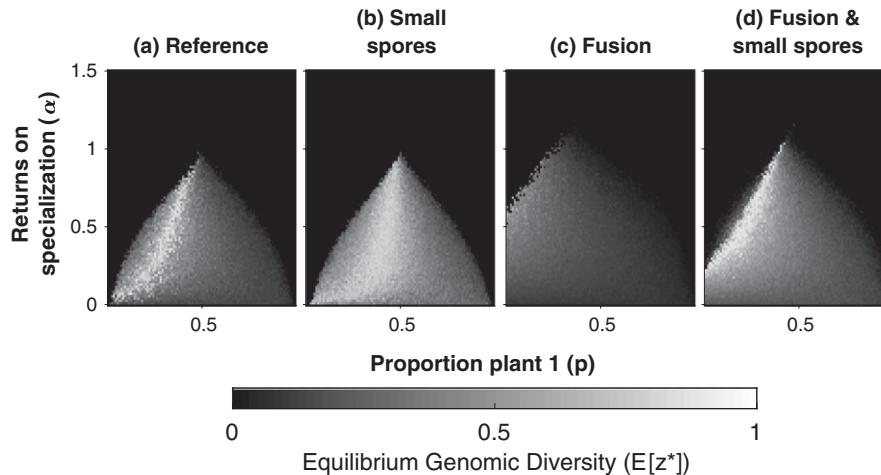 (a) Reference
(b) Small
spores
(c) Fusion
(d) Fusion &
small spores
Returns on
specialization (α)
1.5
1
0.5
0
0.5
0.5
0.5
0.5
Proportion plant 1 (p)
0
0.5
1
Equilibrium Genomic Diversity (E[z*])